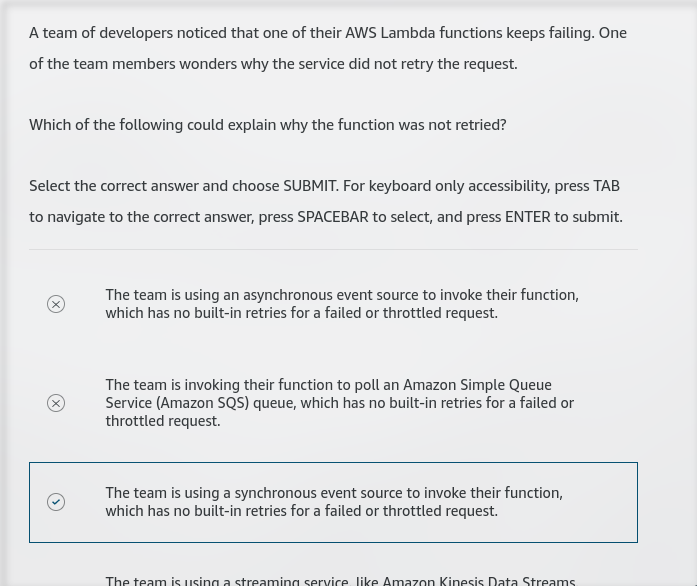 A team of developers noticed that one of their AWS Lambda functions keeps failing. One
of the team members wonders why the service did not retry the request.
Which of the following could explain why the function was not retried?
Select the correct answer and choose SUBMIT. For keyboard only accessibility, press TAB
to navigate to the correct answer, press SPACEBAR to select, and press ENTER to submit.
The team is using an asynchronous event source to invoke their function,
which has no built-in retries for a failed or throttled request.
The team is invoking their function to poll an Amazon Simple Queue
Service (Amazon SQS) queue, which has no built-in retries for a failed or
throttled request.
The team is using a synchronous event source to invoke their function,
which has no built-in retries for a failed or throttled request.
The team is using a streaming service, like Amazon Kinesis Data Streams,